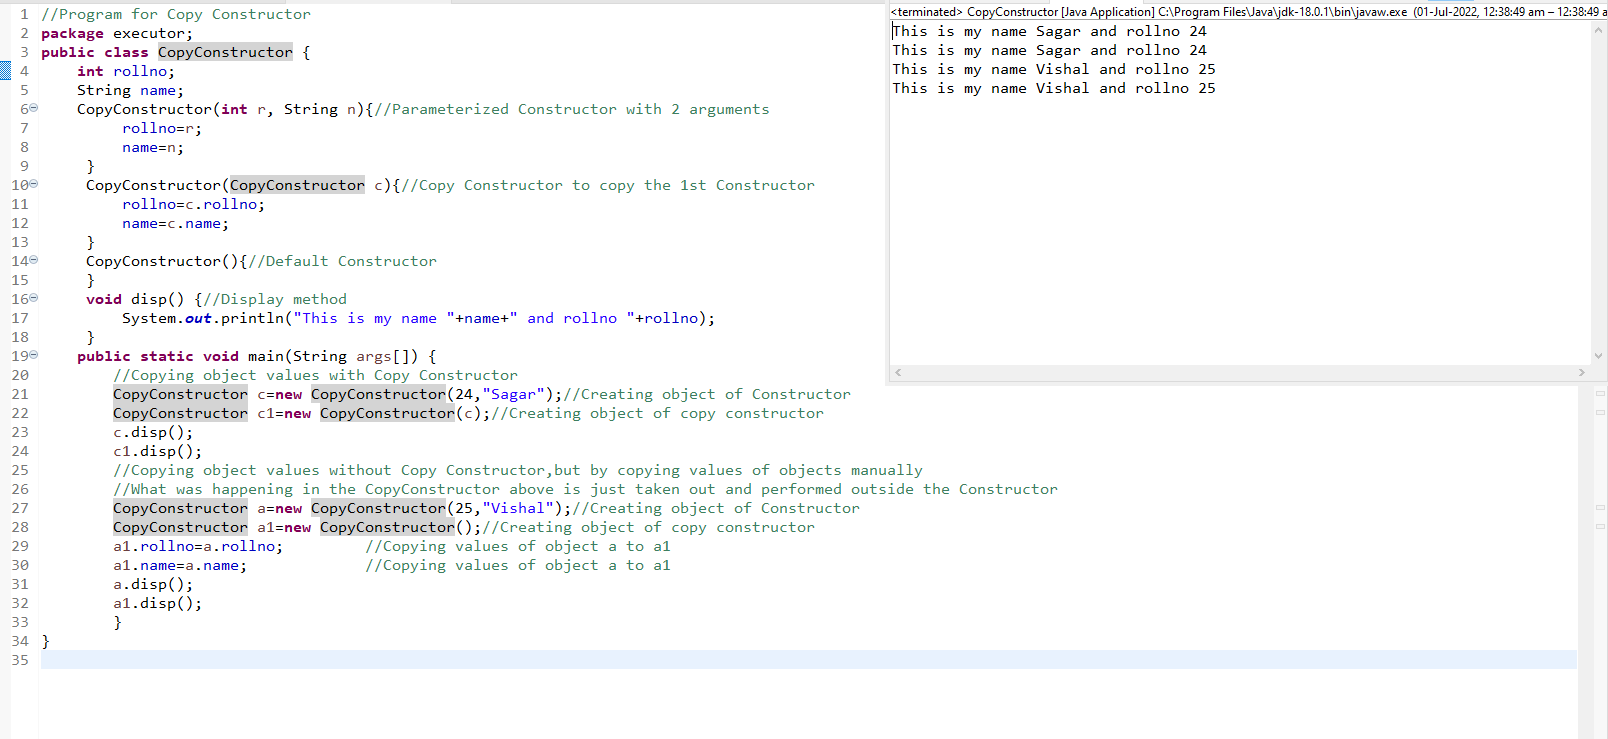 1 //Program for Copy Constructor
2 package executor;
3 public class CopyConstructor {
4 int rollno;
5 String name;
6 CopyConstructor(int r, String n){//Parameterized Constructor with 2 arguments
7 rollno=r;
8 name=n;
9 }
10 CopyConstructor(CopyConstructor c){//Copy Constructor to copy the 1st Constructor
11 rollno=c.rollno;
12 name=c.name;
13 }
14 CopyConstructor(){//Default Constructor
15 }
16 void disp() {//Display method
17 System.out.println("This is my name "+name+" and rollno "+rollno);
18 }
19 public static void main(String args[]) {
20 //Copying object values with Copy Constructor
21 CopyConstructor c=new CopyConstructor(24,"Sagar");//Creating object of Constructor
22 CopyConstructor c1=new CopyConstructor(c);//Creating object of copy constructor
23 c.disp();
24 c1.disp();
25 //Copying object values without Copy Constructor,but by copying values of objects manually
26 //What was happening in the CopyConstructor above is just taken out and performed outside the Constructor
27 CopyConstructor a=new CopyConstructor(25,"Vishal");//Creating object of Constructor
28 CopyConstructor a1=new CopyConstructor();//Creating object of copy constructor
29 a1.rollno=a.rollno; //Copying values of object a to a1
30 a1.name=a.name; //Copying values of object a to a1
31 a.disp();
32 a1.disp();
33 }
34 }
35
<terminated> CopyConstructor [Java Application] C:\Program Files\Java\jdk-18.0.1\bin\javaw.exe (01-Jul-2022, 12:38:49 am – 12:38:49 a
This is my name Sagar and rollno 24
This is my name Sagar and rollno 24
This is my name Vishal and rollno 25
This is my name Vishal and rollno 25